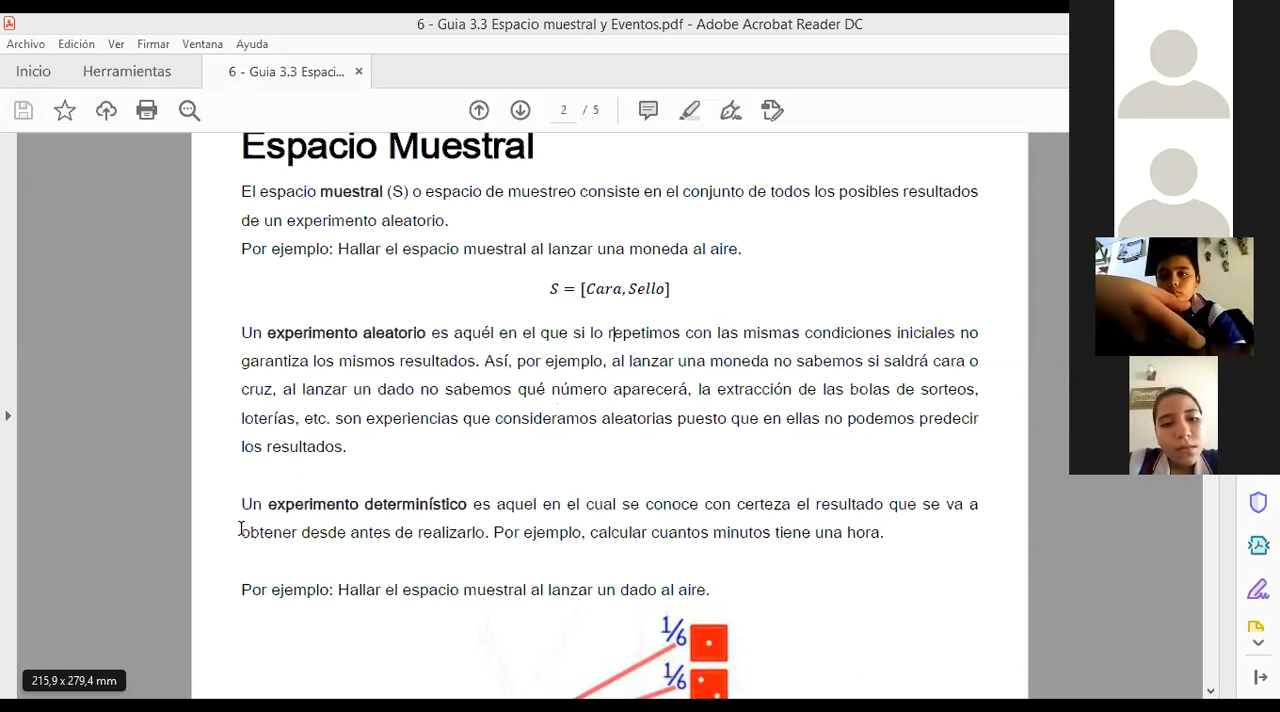 6 - Guia 3.3 Espacio muestral y Eventos.pdf - Adobe Acrobat Reader DC
Archivo Edición Ver Firmar Ventana Ayuda
Inicio Herramientas 6 - Guia 3.3 Espaci... ×
2 / 5
Espacio Muestral
El espacio muestral (S) o espacio de muestreo consiste en el conjunto de todos los posibles resultados
de un experimento aleatorio.
Por ejemplo: Hallar el espacio muestral al lanzar una moneda al aire.
S = [Cara, Sello]
Un experimento aleatorio es aquél en el que si lo repetimos con las mismas condiciones iniciales no
garantiza los mismos resultados. Así, por ejemplo, al lanzar una moneda no sabemos si saldrá cara o
cruz, al lanzar un dado no sabemos qué número aparecerá, la extracción de las bolas de sorteos,
loterías, etc. son experiencias que consideramos aleatorias puesto que en ellas no podemos predecir
los resultados.
Un experimento determinístico es aquel en el cual se conoce con certeza el resultado que se va a
obtener desde antes de realizarlo. Por ejemplo, calcular cuantos minutos tiene una hora.
Por ejemplo: Hallar el espacio muestral al lanzar un dado al aire.
1/6
1/6
215,9 x 279,4 mm